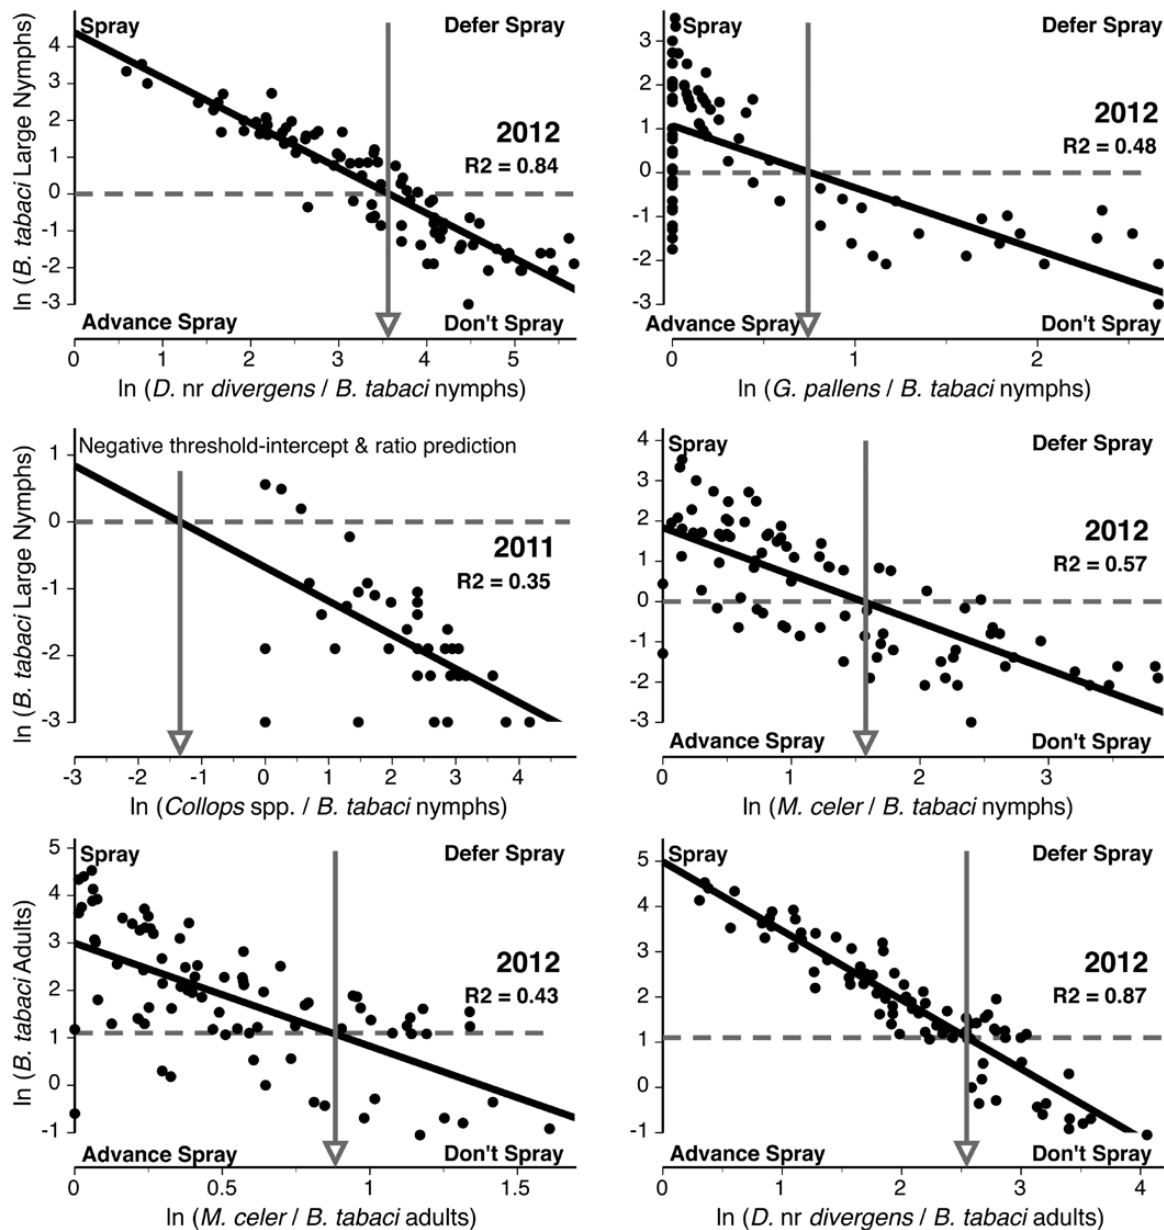 Spray Defer Spray
4
3
2
1
0
-1
-2
-3
2012
R2 = 0.84
Advance Spray Don't Spray
0 1 2 3 4 5
ln (B. tabaci Large Nymphs)
ln (D. nr divergens / B. tabaci nymphs)
Spray Defer Spray
3
2
1
0
-1
-2
-3
2012
R2 = 0.48
Advance Spray Don't Spray
0 1 2
ln (G. pallens / B. tabaci nymphs)
Negative threshold-intercept & ratio prediction
1
0
-1
-2
-3
2011
R2 = 0.35
-3 -2 -1 0 1 2 3 4
ln (B. tabaci Large Nymphs)
ln (Collops spp. / B. tabaci nymphs)
Spray Defer Spray
4
3
2
1
0
-1
-2
-3
2012
R2 = 0.57
Advance Spray Don't Spray
0 1 2 3
ln (M. celer / B. tabaci nymphs)
Spray Defer Spray
5
4
3
2
1
0
-1
2012
R2 = 0.43
Advance Spray Don't Spray
0 0.5 1 1.5
ln (B. tabaci Adults)
ln (M. celer / B. tabaci adults)
Spray Defer Spray
5
4
3
2
1
0
-1
2012
R2 = 0.87
Advance Spray Don't Spray
0 1 2 3 4
ln (D. nr divergens / B. tabaci adults)